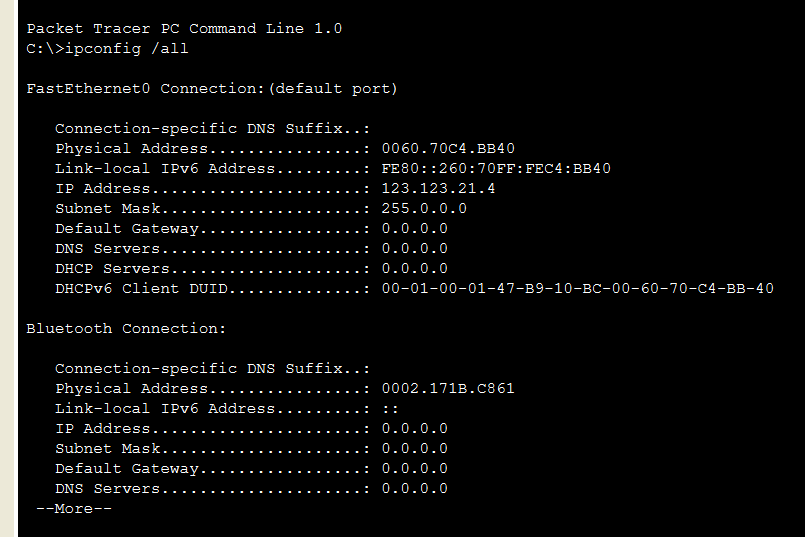 Packet Tracer PC Command Line 1.0
C:\>ipconfig /all
FastEthernet0 Connection:(default port)
Connection-specific DNS Suffix..:
Physical Address................: 0060.70C4.BB40
Link-local IPv6 Address.........: FE80::260:70FF:FEC4:BB40
IP Address......................: 123.123.21.4
Subnet Mask.....................: 255.0.0.0
Default Gateway.................: 0.0.0.0
DNS Servers.....................: 0.0.0.0
DHCP Servers....................: 0.0.0.0
DHCPv6 Client DUID..............: 00-01-00-01-47-B9-10-BC-00-60-70-C4-BB-40
Bluetooth Connection:
Connection-specific DNS Suffix..:
Physical Address................: 0002.171B.C861
Link-local IPv6 Address.........: ::
IP Address......................: 0.0.0.0
Subnet Mask.....................: 0.0.0.0
Default Gateway.................: 0.0.0.0
DNS Servers.....................: 0.0.0.0
--More--